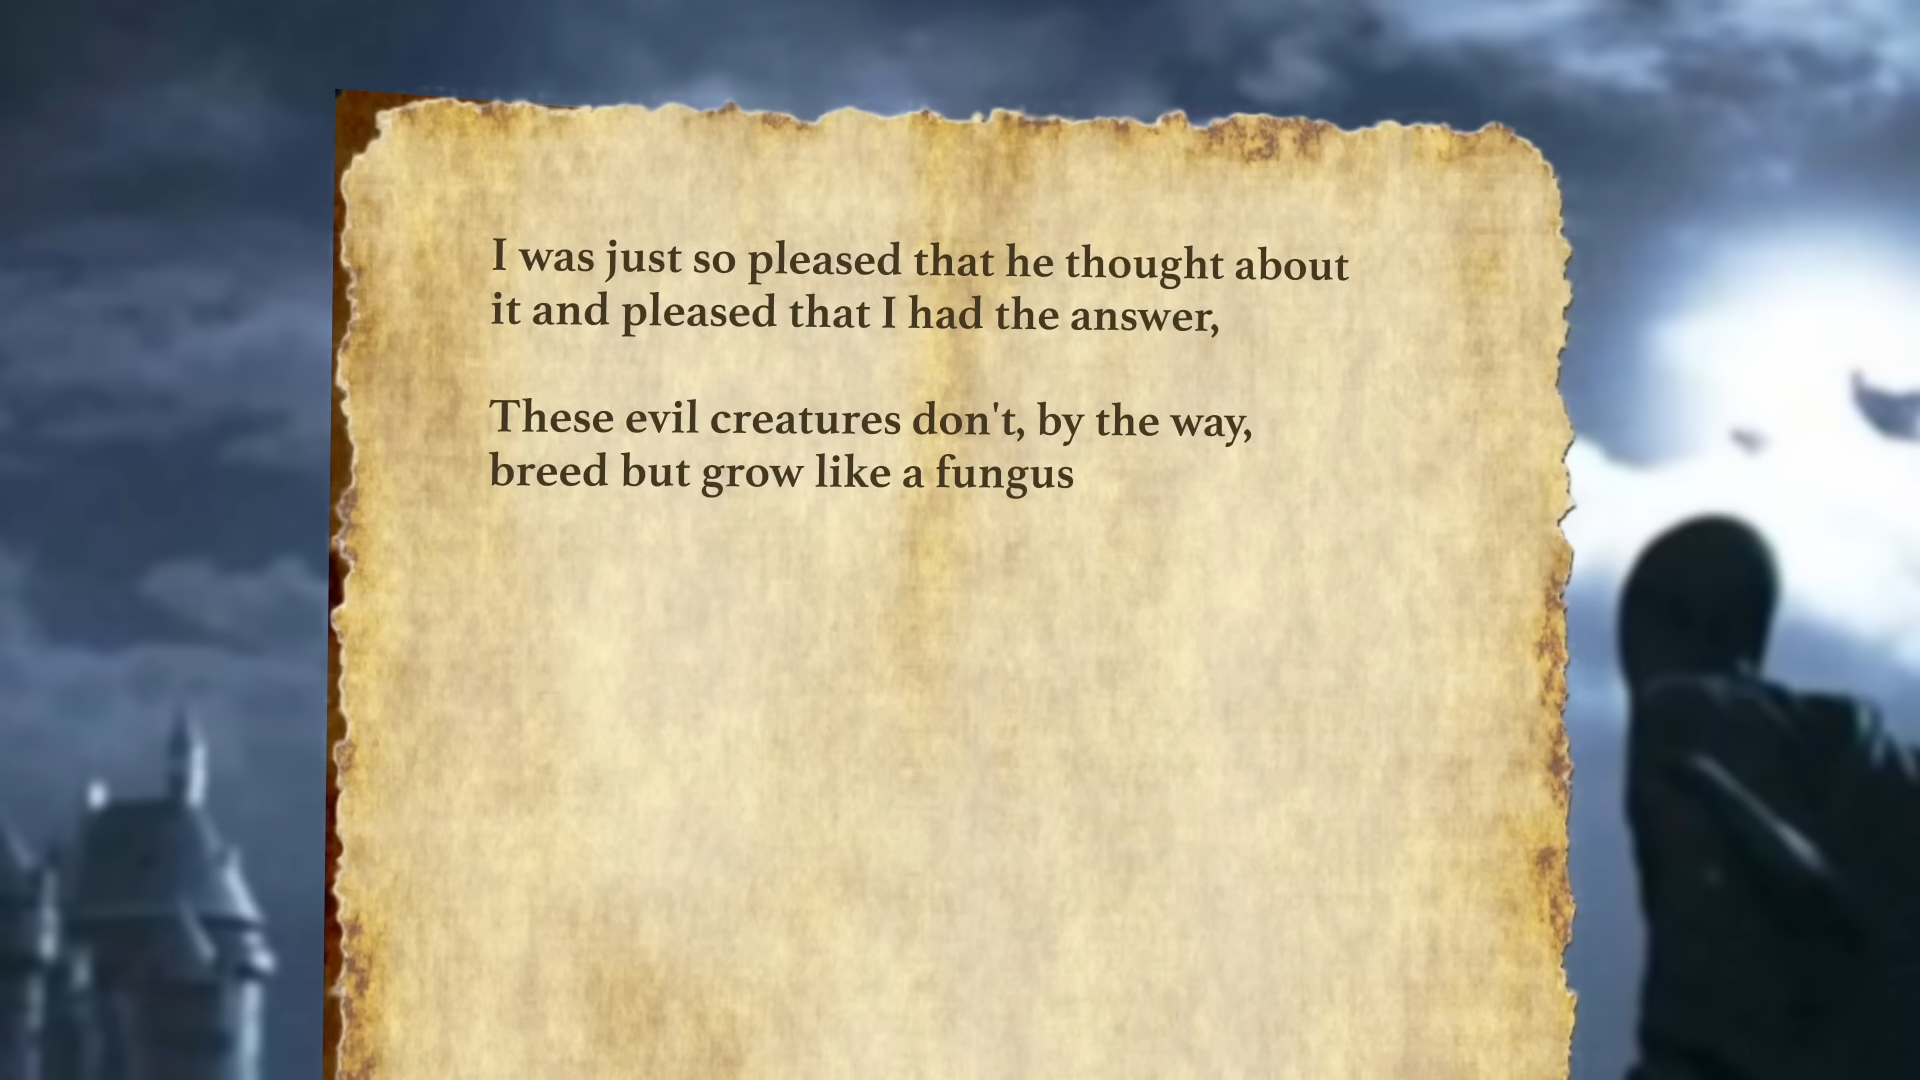 I was just so pleased that he thought about
it and pleased that I had the answer,
These evil creatures don't, by the way,
breed but grow like a fungus